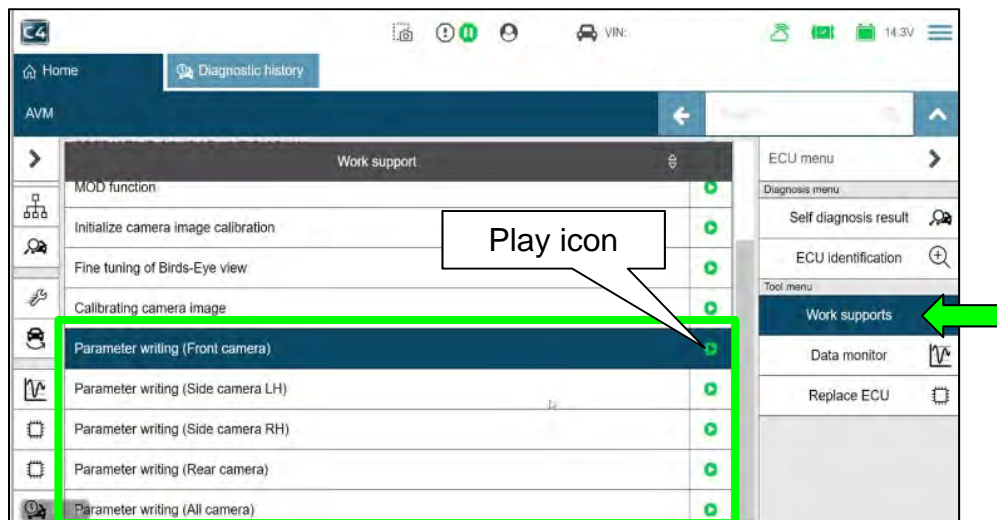 C4
VIN:
14.3V
Home
Diagnostic history
AVM
Work support
ECU menu
MOD function
Diagnosis menu
Initialize camera image calibration
Self diagnosis result
Play icon
Fine tuning of Birds-Eye view
ECU identification
Tool menu
Calibrating camera image
Work supports
Parameter writing (Front camera)
Data monitor
Parameter writing (Side camera LH)
Replace ECU
Parameter writing (Side camera RH)
Parameter writing (Rear camera)
Parameter writing (All camera)